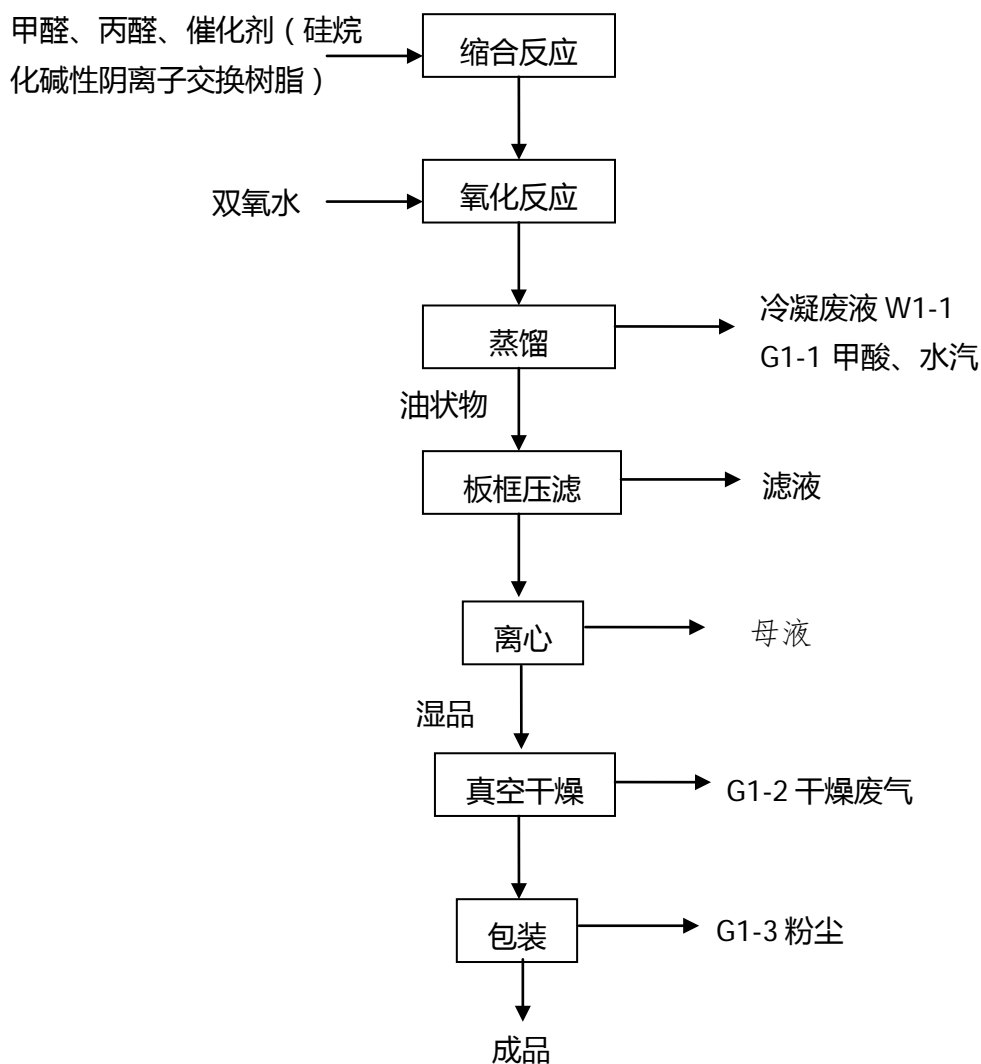 甲醛、丙醛、催化剂（硅烷
化碱性阴离子交换树脂）
缩合反应
双氧水
氧化反应
蒸馏
冷凝废液 W1-1
G1-1 甲酸、水汽
油状物
板框压滤
滤液
离心
母液
湿品
真空干燥
G1-2 干燥废气
包装
G1-3 粉尘
成品